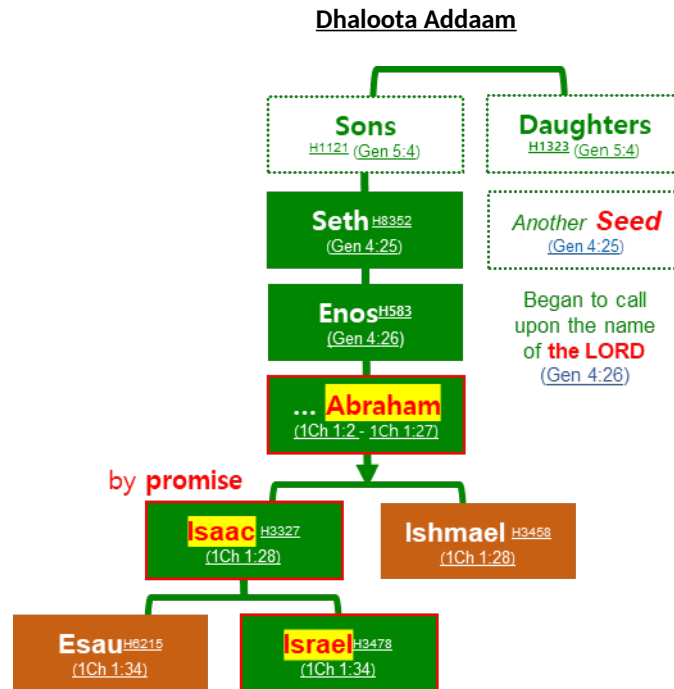 Dhaloota Addaam
Sons
H1121 (Gen 5:4)
Daughters
H1323 (Gen 5:4)
Seth H8352
(Gen 4:25)
Another Seed
(Gen 4:25)
Enos H583
(Gen 4:26)
Began to call
upon the name
of the LORD
(Gen 4:26)
... Abraham
(1Ch 1:2 - 1Ch 1:27)
by promise
Isaac H3327
(1Ch 1:28)
Ishmael H3458
(1Ch 1:28)
Esau H6215
(1Ch 1:34)
Israel H3478
(1Ch 1:34)